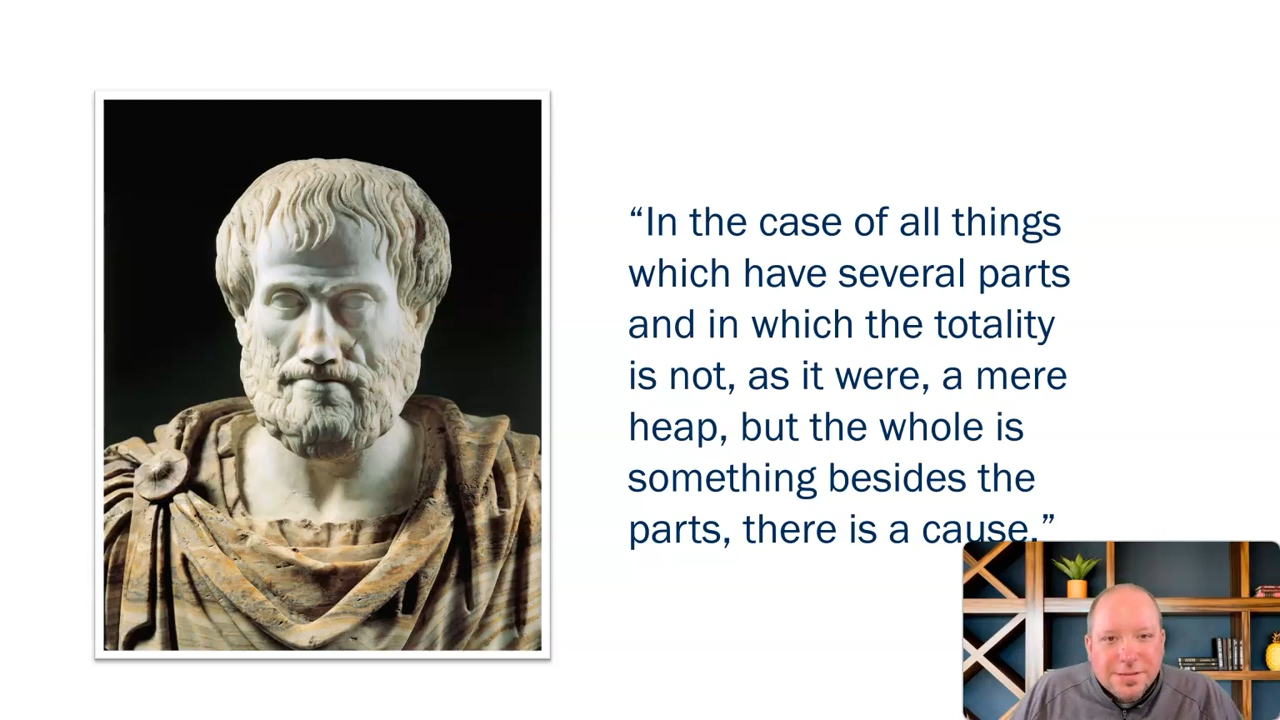 “In the case of all things
which have several parts
and in which the totality
is not, as it were, a mere
heap, but the whole is
something besides the
parts, there is a cause.”